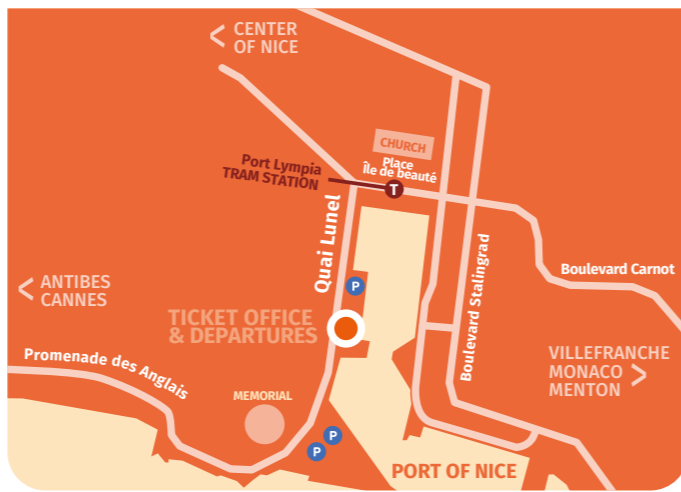 < CENTER
OF NICE
CHURCH
Place
Île de beauté
Port Lympia
TRAM STATION
T
Quai Lunel
P
< ANTIBES
CANNES
TICKET OFFICE
& DEPARTURES
Boulevard Stalingrad
Boulevard Carnot
VILLEFRANCHE
MONACO >
MENTON
Promenade des Anglais
MEMORIAL
P
P
PORT OF NICE